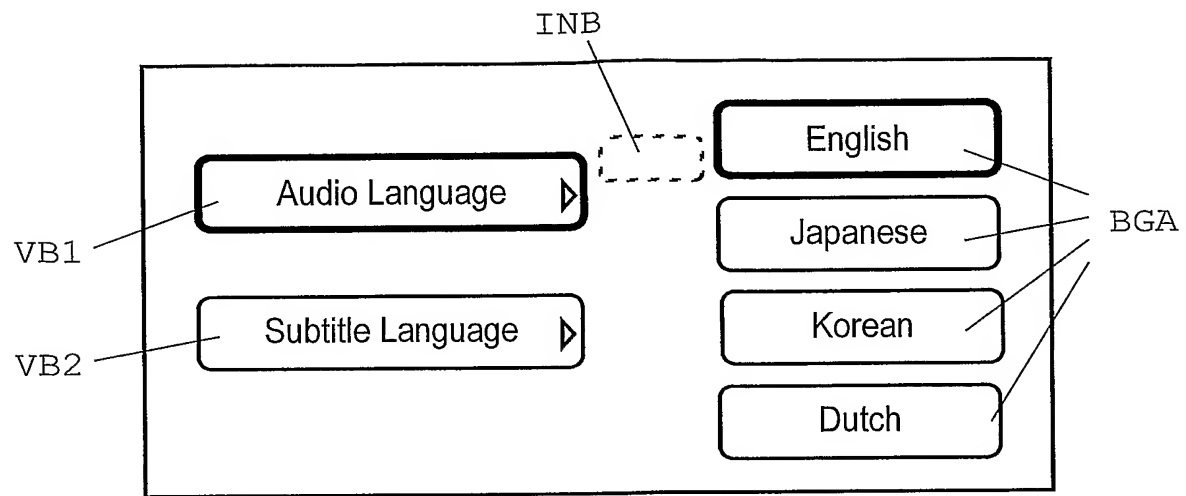 INB
English
Audio Language
Japanese
BGA
VB1
Korean
Subtitle Language
VB2
Dutch